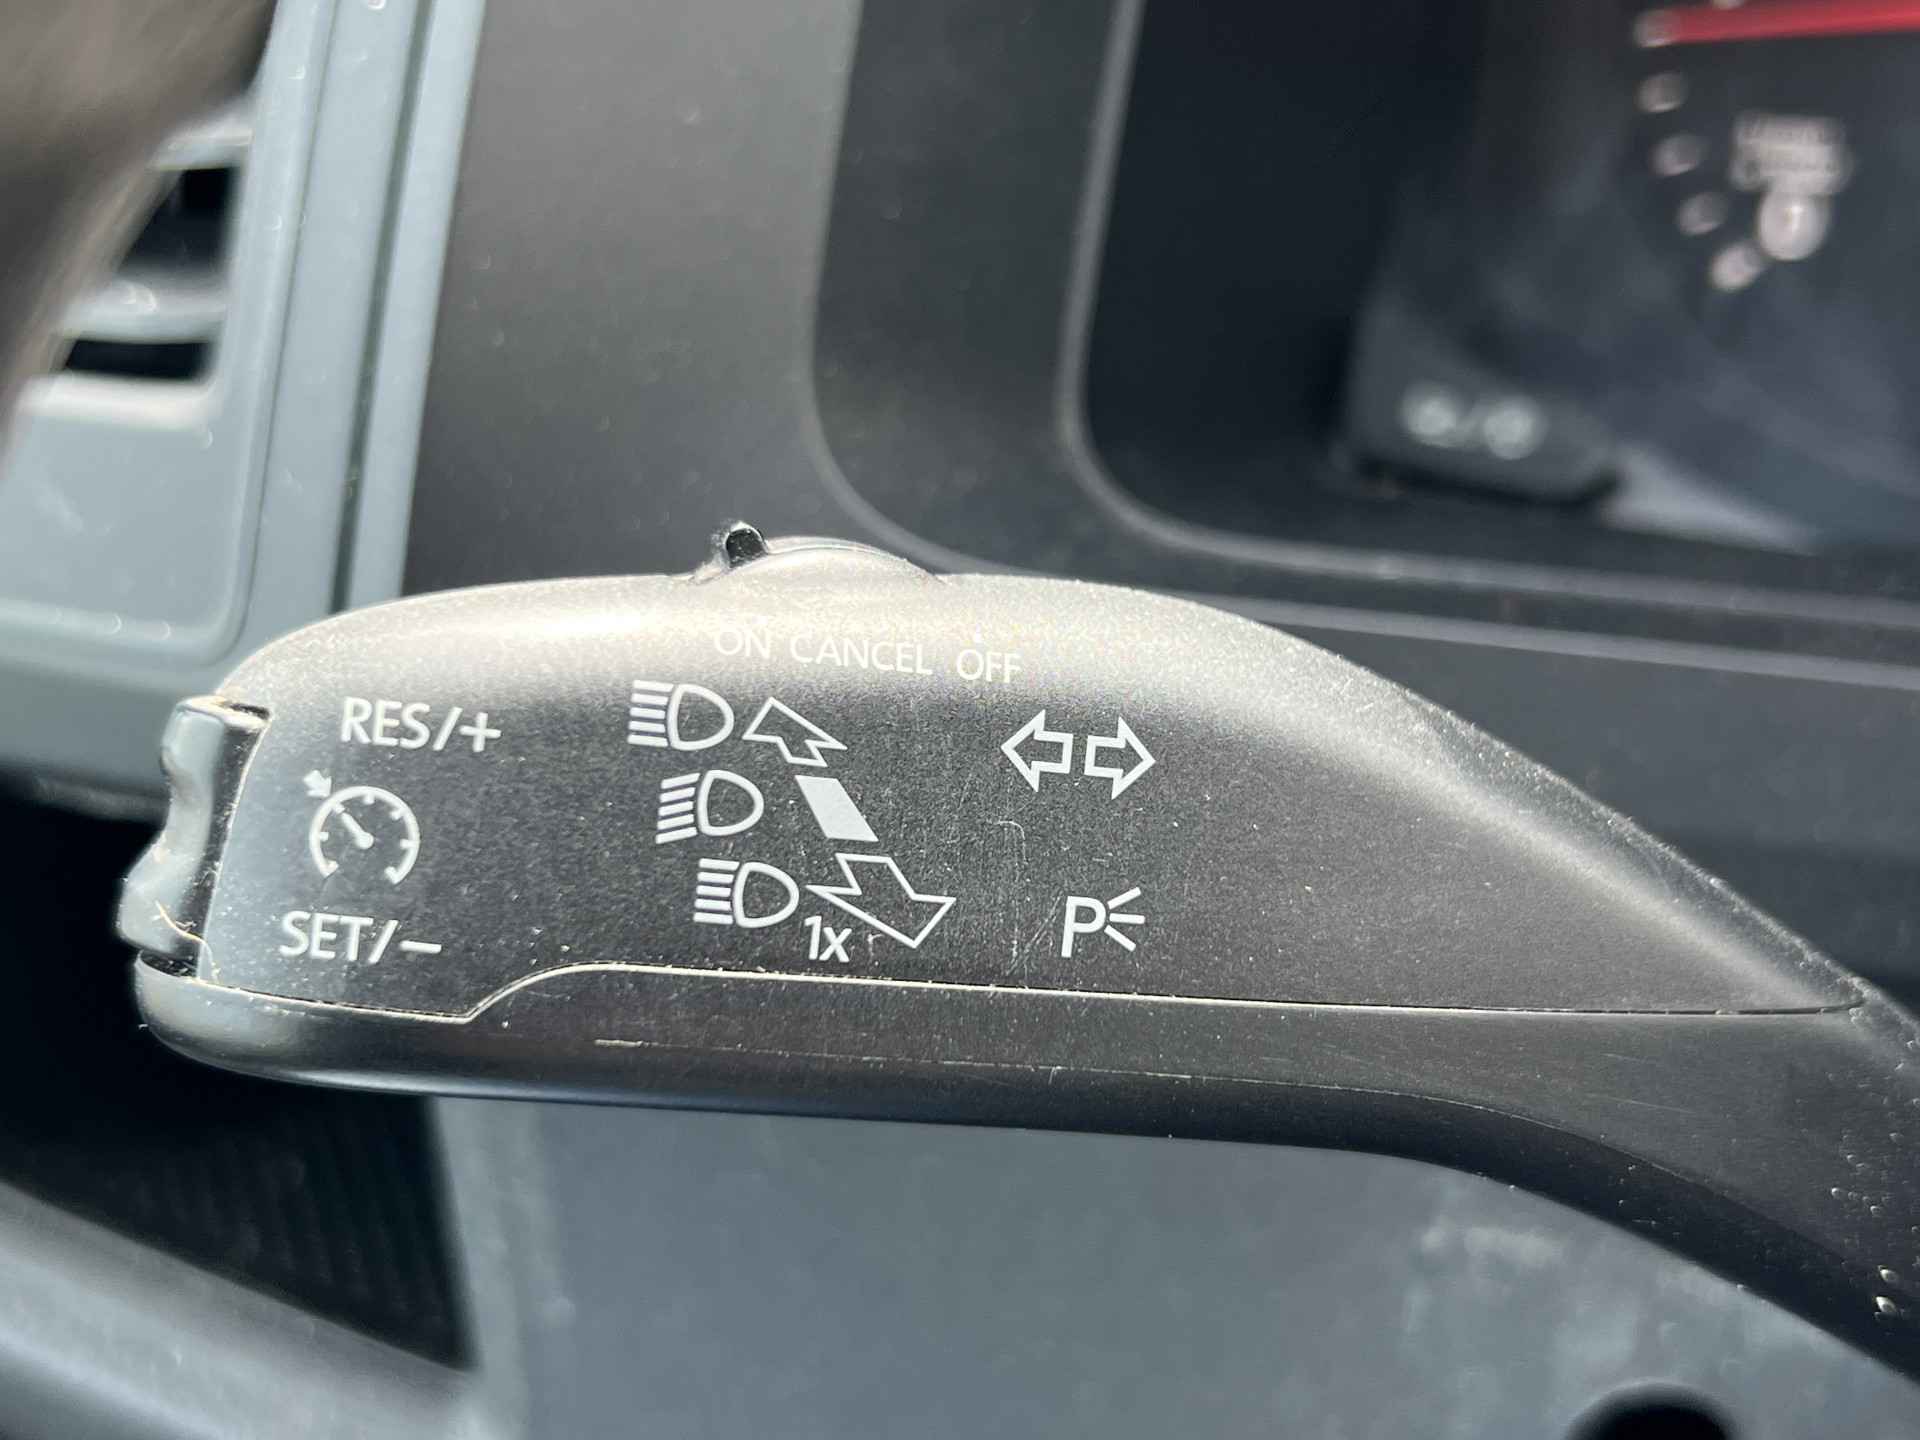 ON CANCEL OFF
RES/+
SET/–
1x
P